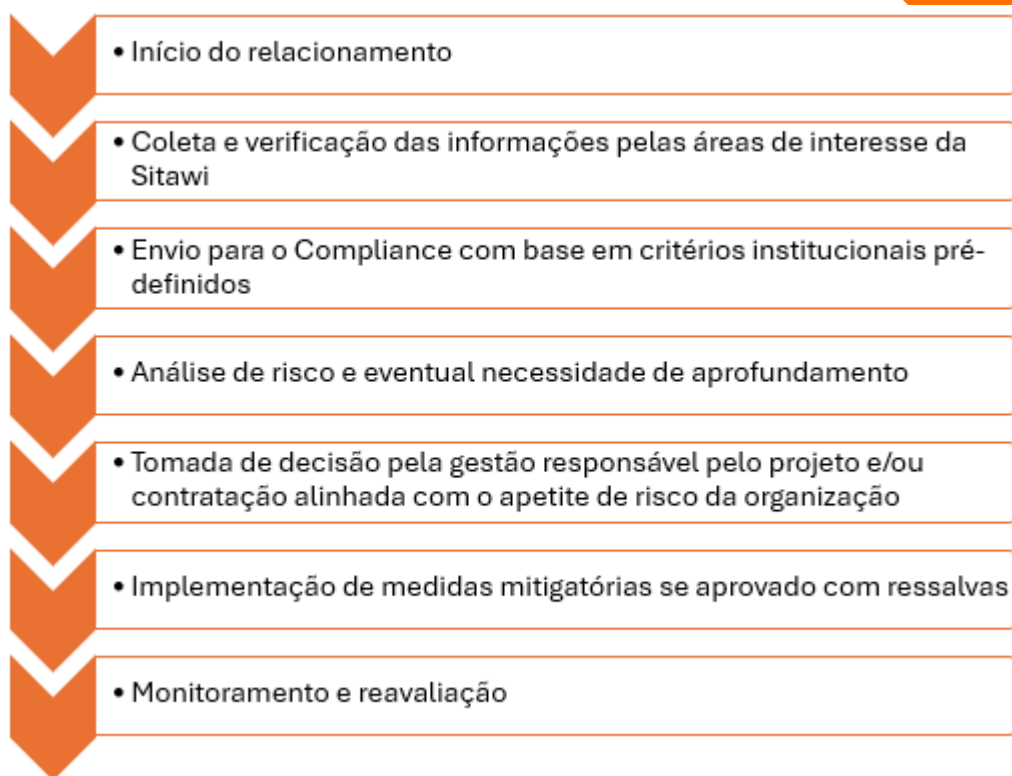 • Início do relacionamento
• Coleta e verificação das informações pelas áreas de interesse da
Sitawi
• Envio para o Compliance com base em critérios institucionais pré-
definidos
• Análise de risco e eventual necessidade de aprofundamento
• Tomada de decisão pela gestão responsável pelo projeto e/ou
contratação alinhada com o apetite de risco da organização
• Implementação de medidas mitigatórias se aprovado com ressalvas
• Monitoramento e reavaliação